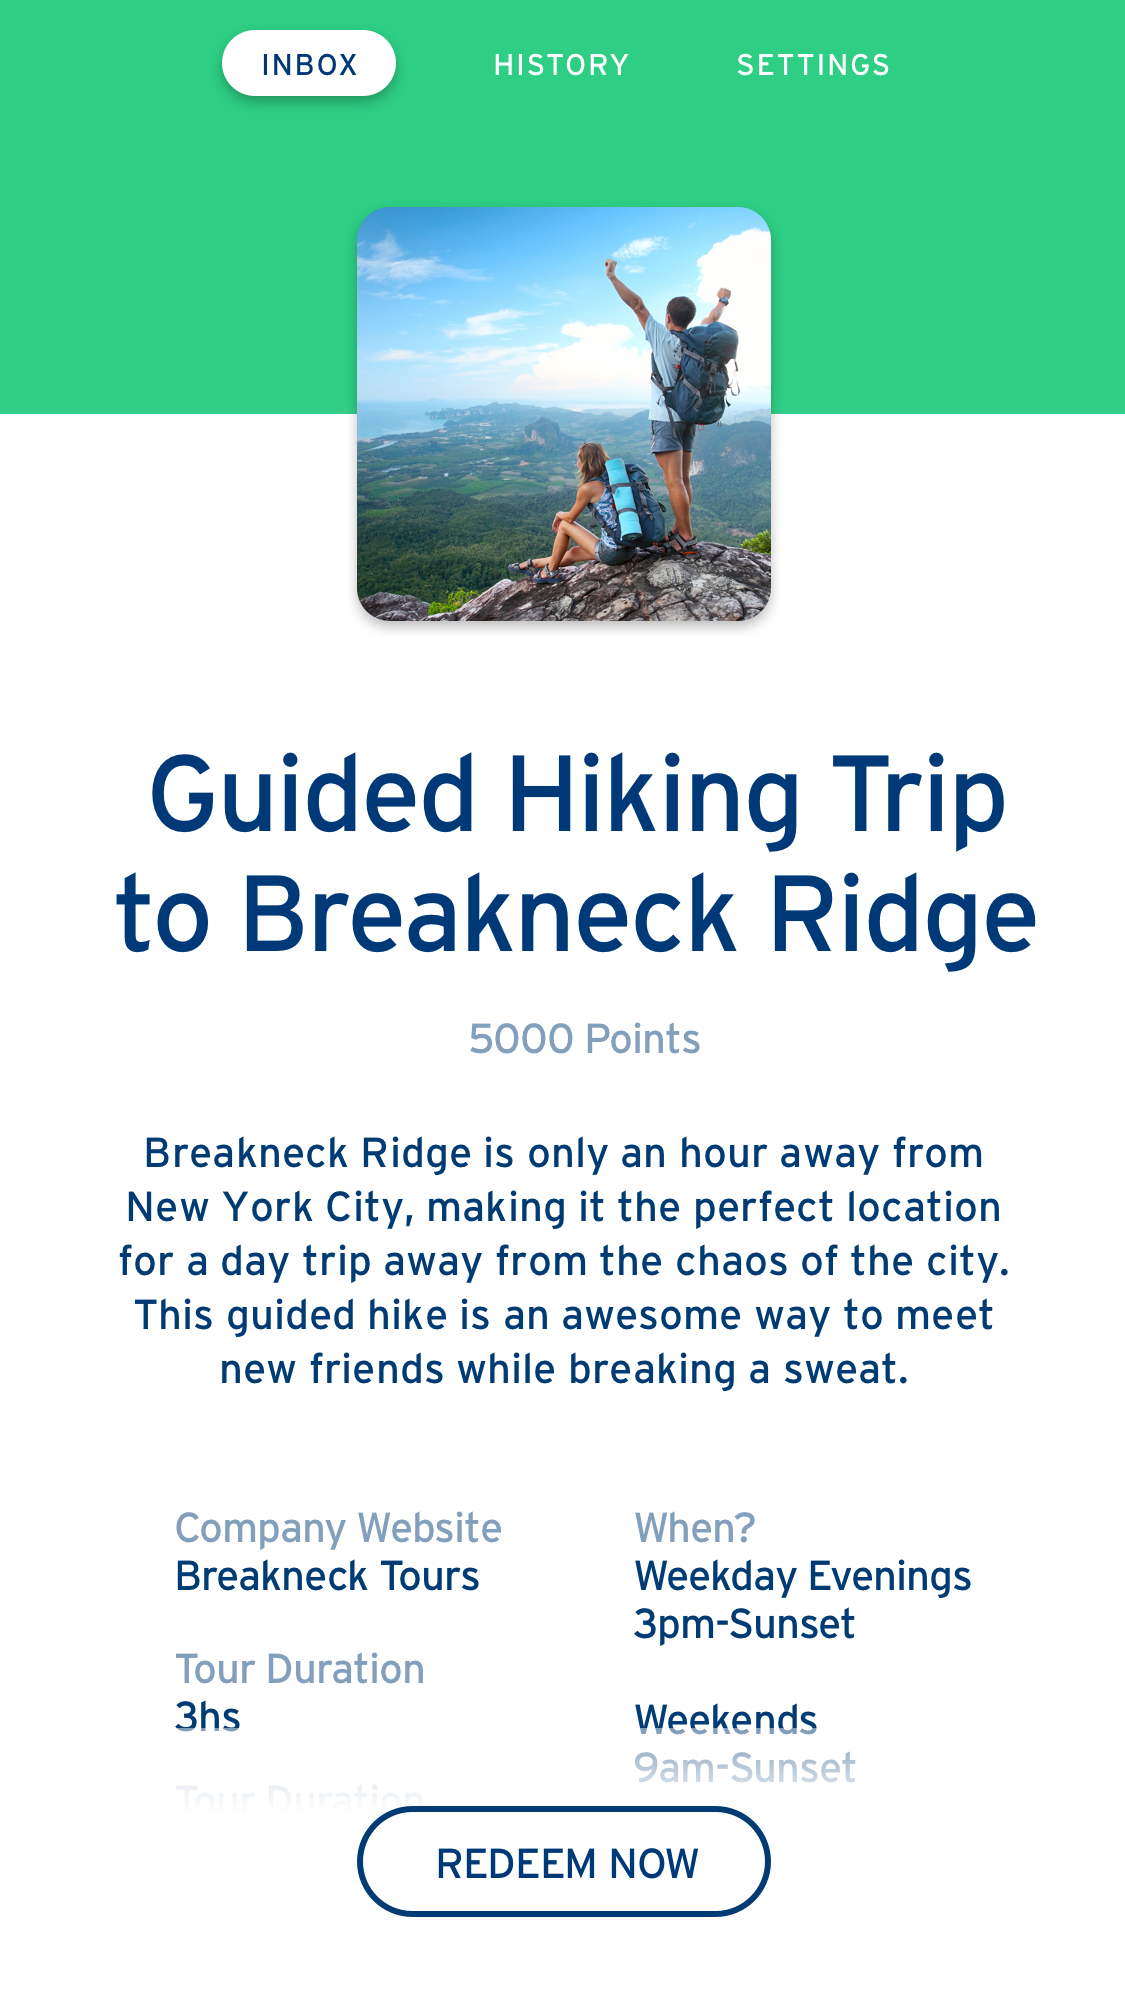 INBOX HISTORY SETTINGS
Guided Hiking Trip
to Breakneck Ridge
5000 Points
Breakneck Ridge is only an hour away from
New York City, making it the perfect location
for a day trip away from the chaos of the city.
This guided hike is an awesome way to meet
new friends while breaking a sweat.
Company Website
Breakneck Tours
Tour Duration
3hs
Tour Duration
When?
Weekday Evenings
3pm-Sunset
Weekends
9am-Sunset
REDEEM NOW